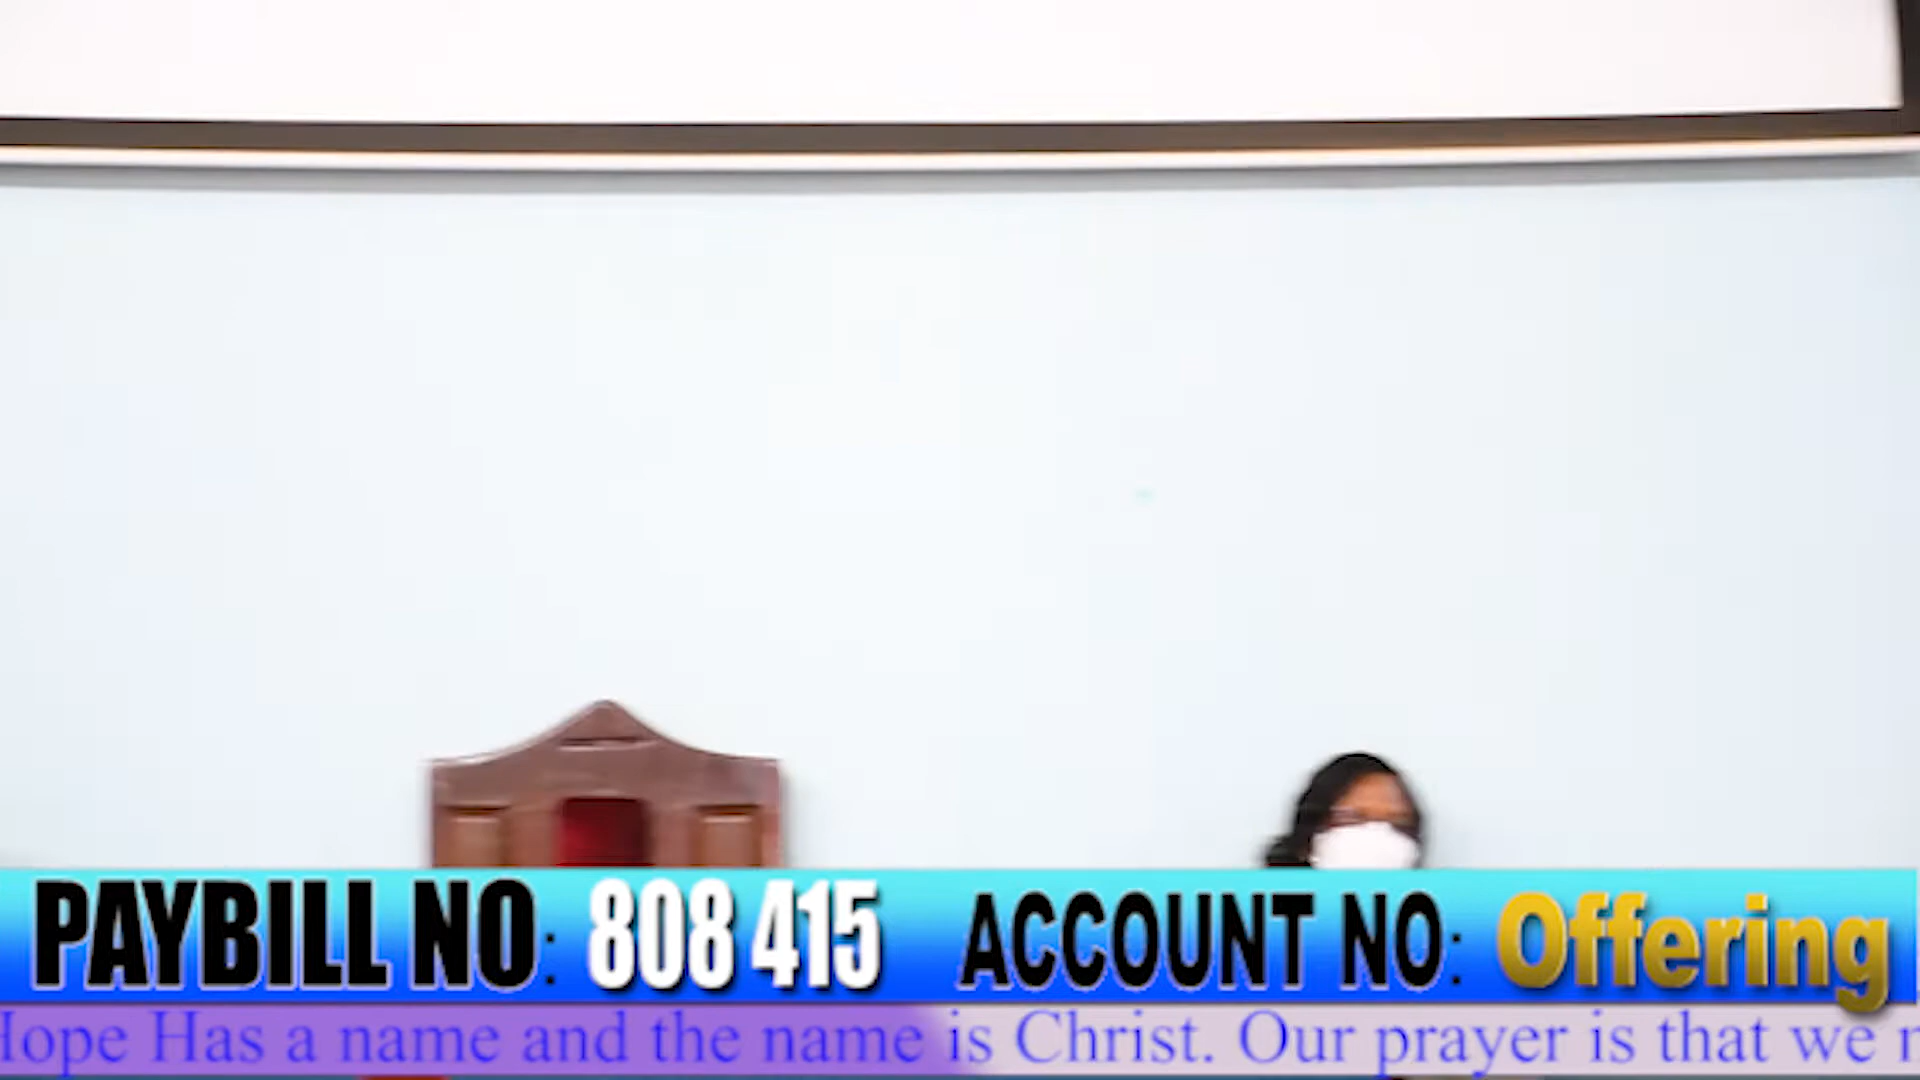 PAYBILL NO: 808 415 ACCOUNT NO: Offering
Hope Has a name and the name is Christ. Our prayer is that we